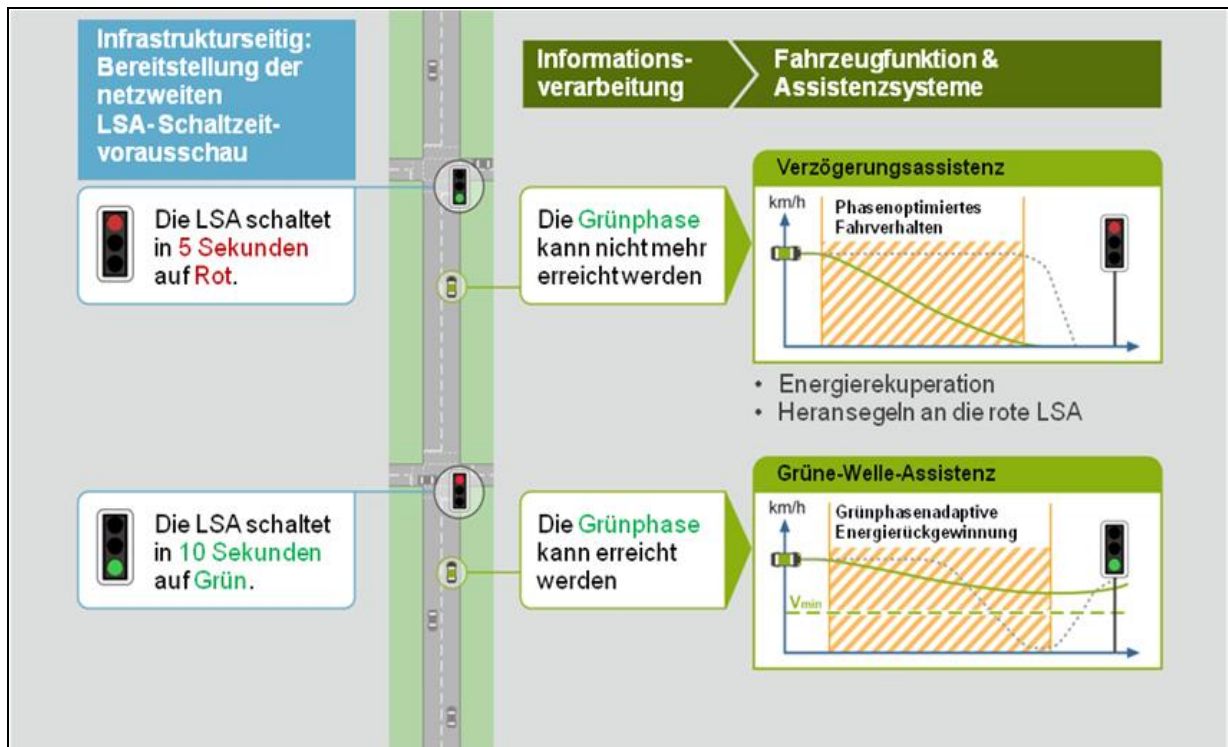 Infrastrukturseitig:
Bereitstellung der
netzweiten
LSA-Schaltzeit-
vorausschau
Informations-
verarbeitung
Fahrzeugfunktion &
Assistenzsysteme
Die LSA schaltet
in 5 Sekunden
auf Rot.
Die Grünphase
kann nicht mehr
erreicht werden
Verzögerungsassistenz
km/h
Phasenoptimiertes
Fahrverhalten
• Energierekuperation
• Heransegeln an die rote LSA
Die LSA schaltet
in 10 Sekunden
auf Grün.
Die Grünphase
kann erreicht
werden
Grüne-Welle-Assistenz
km/h
Grünphasenadaptive
Energierückgewinnung
Vmin